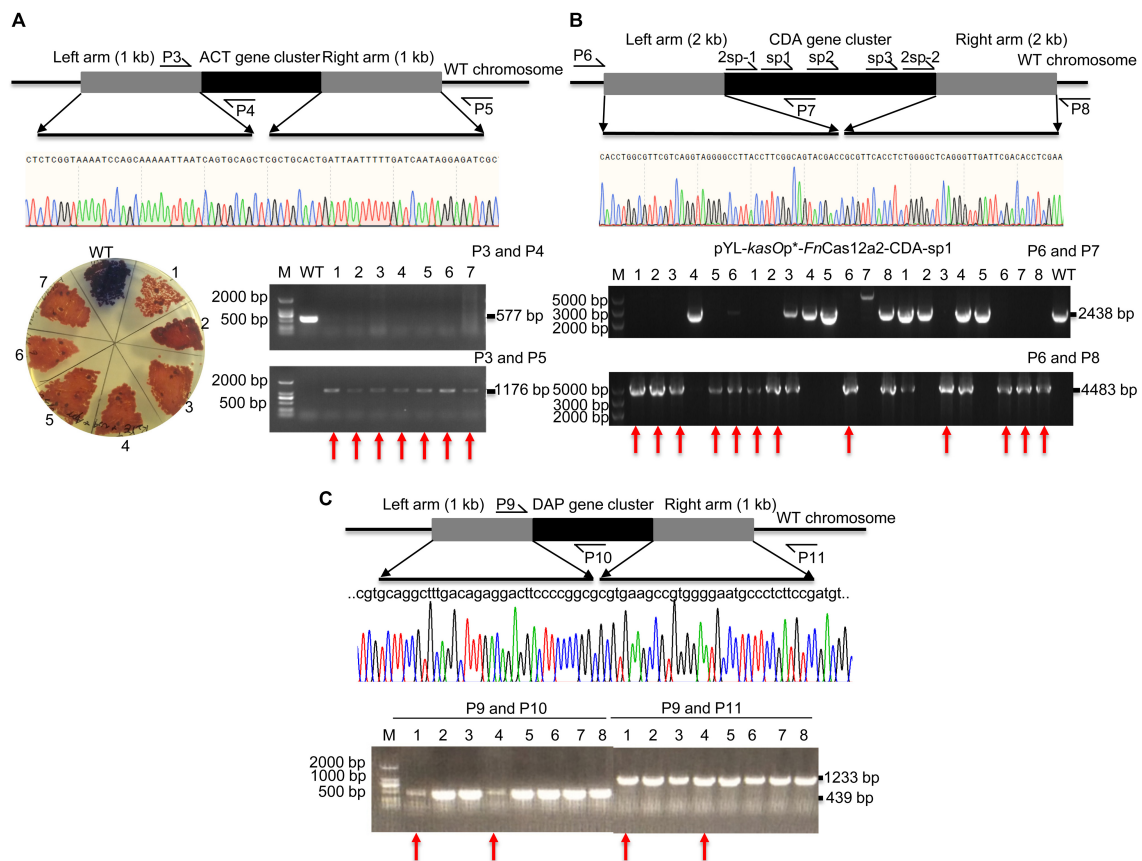 A
Left arm (1 kb) P3 ACT gene cluster Right arm (1 kb)
WT chromosome
P4 P5
CTCTCGGTAAAATCCAGCAAAAATTAATCAGTGCAGCTCGCTGCACTGATTAATTTTTGATCAATAGGAGATCGC
WT
1
2
3
4
5
6
7
P3 and P4
M WT 1 2 3 4 5 6 7
2000 bp
500 bp
577 bp
P3 and P5
2000 bp
500 bp
1176 bp
B
Left arm (2 kb) CDA gene cluster Right arm (2 kb)
P6 2sp-1 sp1 sp2 sp3 2sp-2 WT chromosome
P7 P8
CACCTGGCGTTCGTCAGGTAGGGGCCTTACCTTCGGCAGTACGACCGCGTTCACCTCTGGGGCTCAGGGTTGATTCGACACCTCGAA
pYL-kasOp*-FnCas12a2-CDA-sp1 P6 and P7
M 1 2 3 4 5 6 1 2 3 4 5 6 7 8 1 2 3 4 5 6 7 8 WT
5000 bp
3000 bp
2000 bp
2438 bp
P6 and P8
5000 bp
3000 bp
2000 bp
4483 bp
C
Left arm (1 kb) P9 DAP gene cluster Right arm (1 kb)
WT chromosome
P10 P11
..cgtgcaggctttgacagaggacttccccggcgcgtgaagccgtggggaatgccctcttccgatgt..
P9 and P10 P9 and P11
M 1 2 3 4 5 6 7 8 1 2 3 4 5 6 7 8
2000 bp
1000 bp
500 bp
1233 bp
439 bp